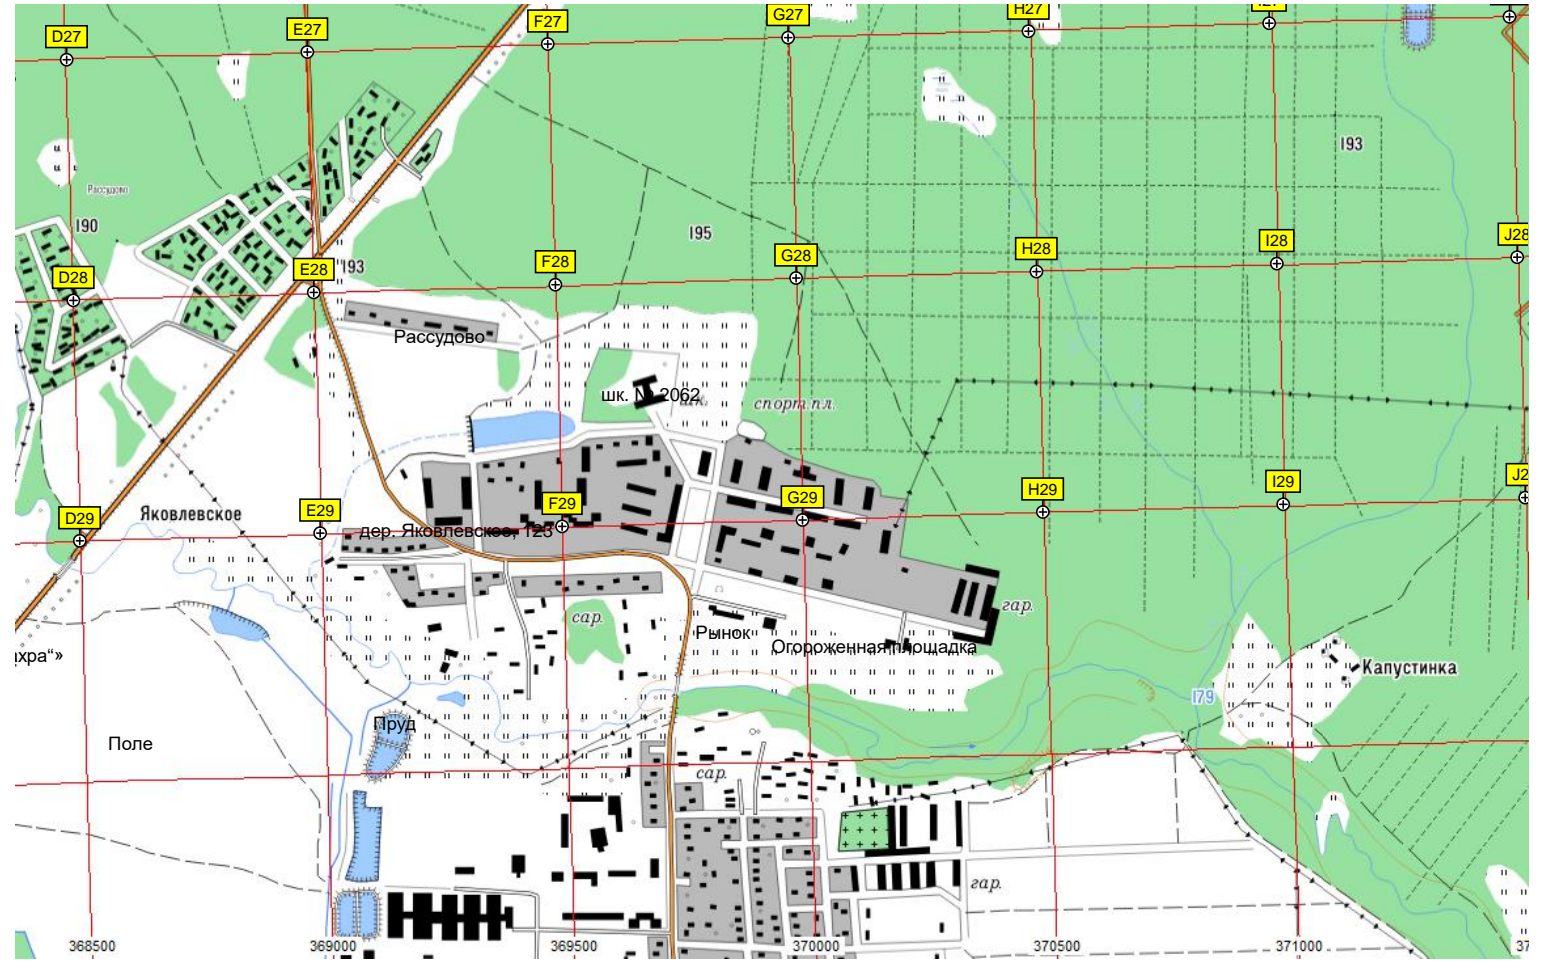 D27
E27
F27
G27
H27
I93
Рассудово
I90
I95
D28
E28
I93
F28
G28
H28
I28
J28
Рассудово
шк. № 2062
шк.
спорт.пл.
Яковлевское
D29
E29
F29
G29
H29
I29
дер. Яковлевское, 123
сар.
гар.
Рынок
Огороженная площадка
Капустинка
I79
хра“»
Пруд
Поле
сар.
гар.
368500
369000
369500
370000
370500
371000